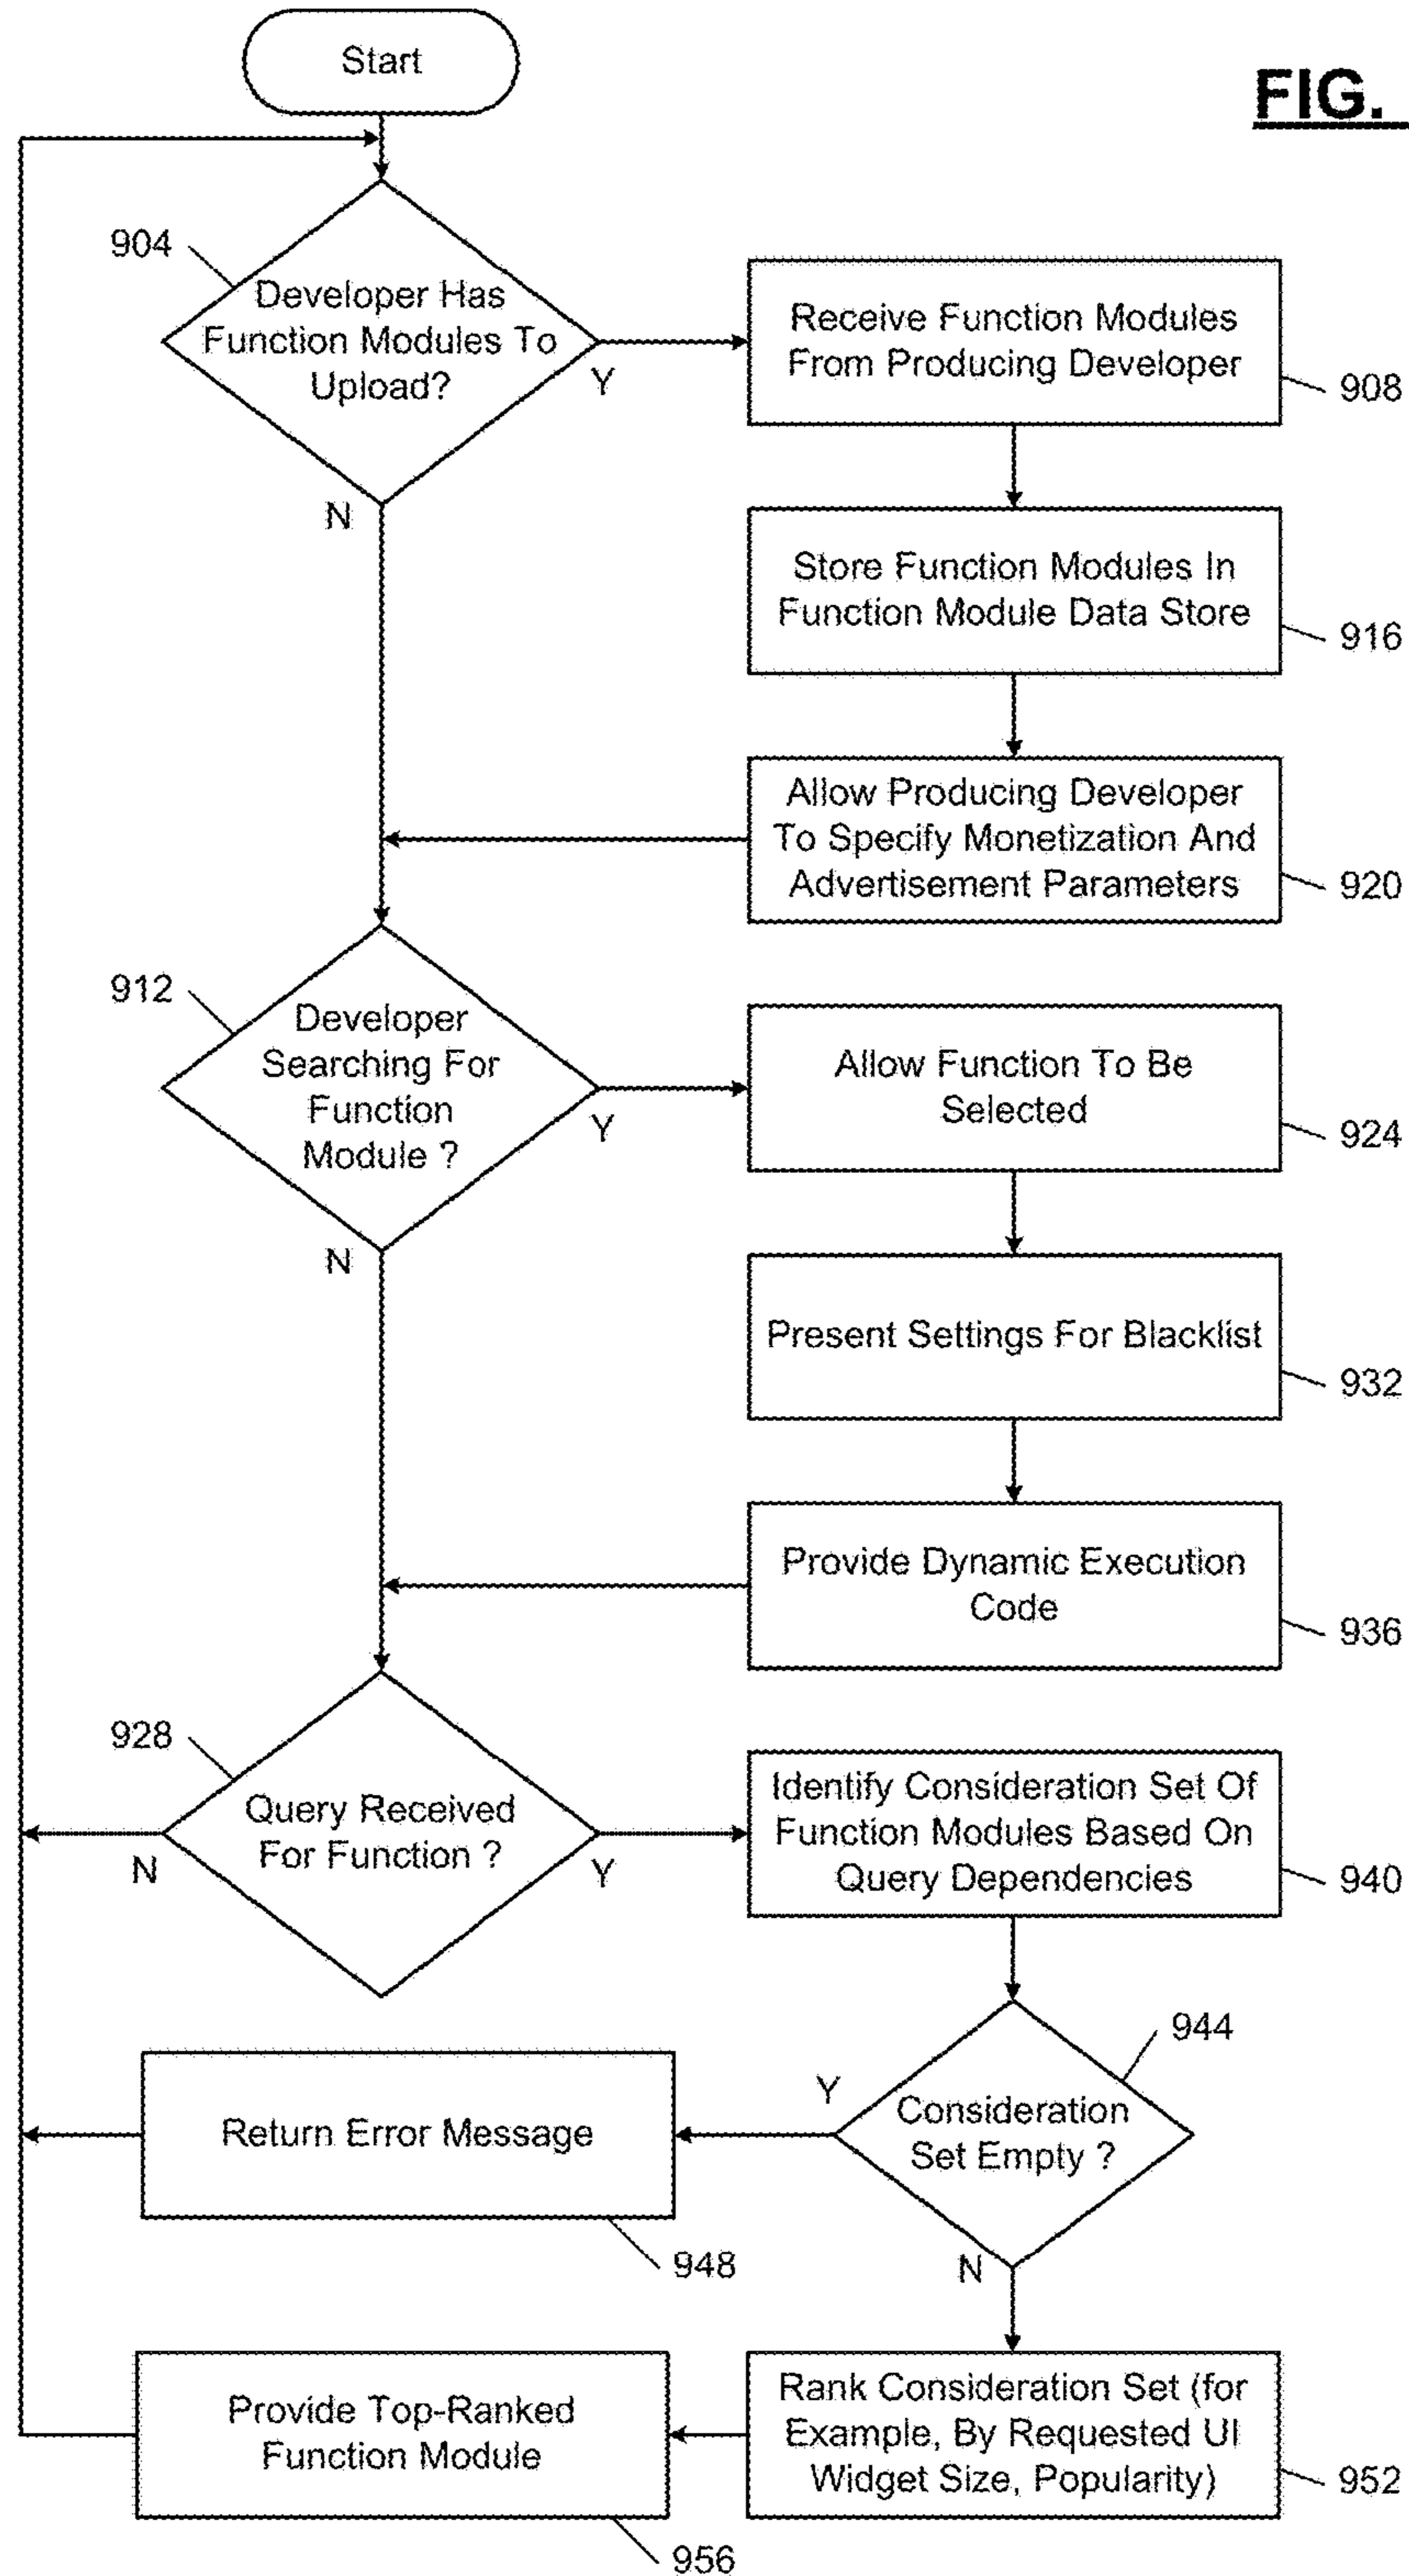 Start
FIG.
904
Developer Has
Function Modules To
Upload?
Y
N
Receive Function Modules
From Producing Developer
908
Store Function Modules In
Function Module Data Store
916
Allow Producing Developer
To Specify Monetization And
Advertisement Parameters
920
912
Developer
Searching For
Function
Module ?
Y
N
Allow Function To Be
Selected
924
Present Settings For Blacklist
932
Provide Dynamic Execution
Code
936
928
Query Received
For Function ?
N
Y
Identify Consideration Set Of
Function Modules Based On
Query Dependencies
940
944
Consideration
Set Empty ?
Y
N
Return Error Message
948
Rank Consideration Set (for
Example, By Requested UI
Widget Size, Popularity)
952
Provide Top-Ranked
Function Module
956